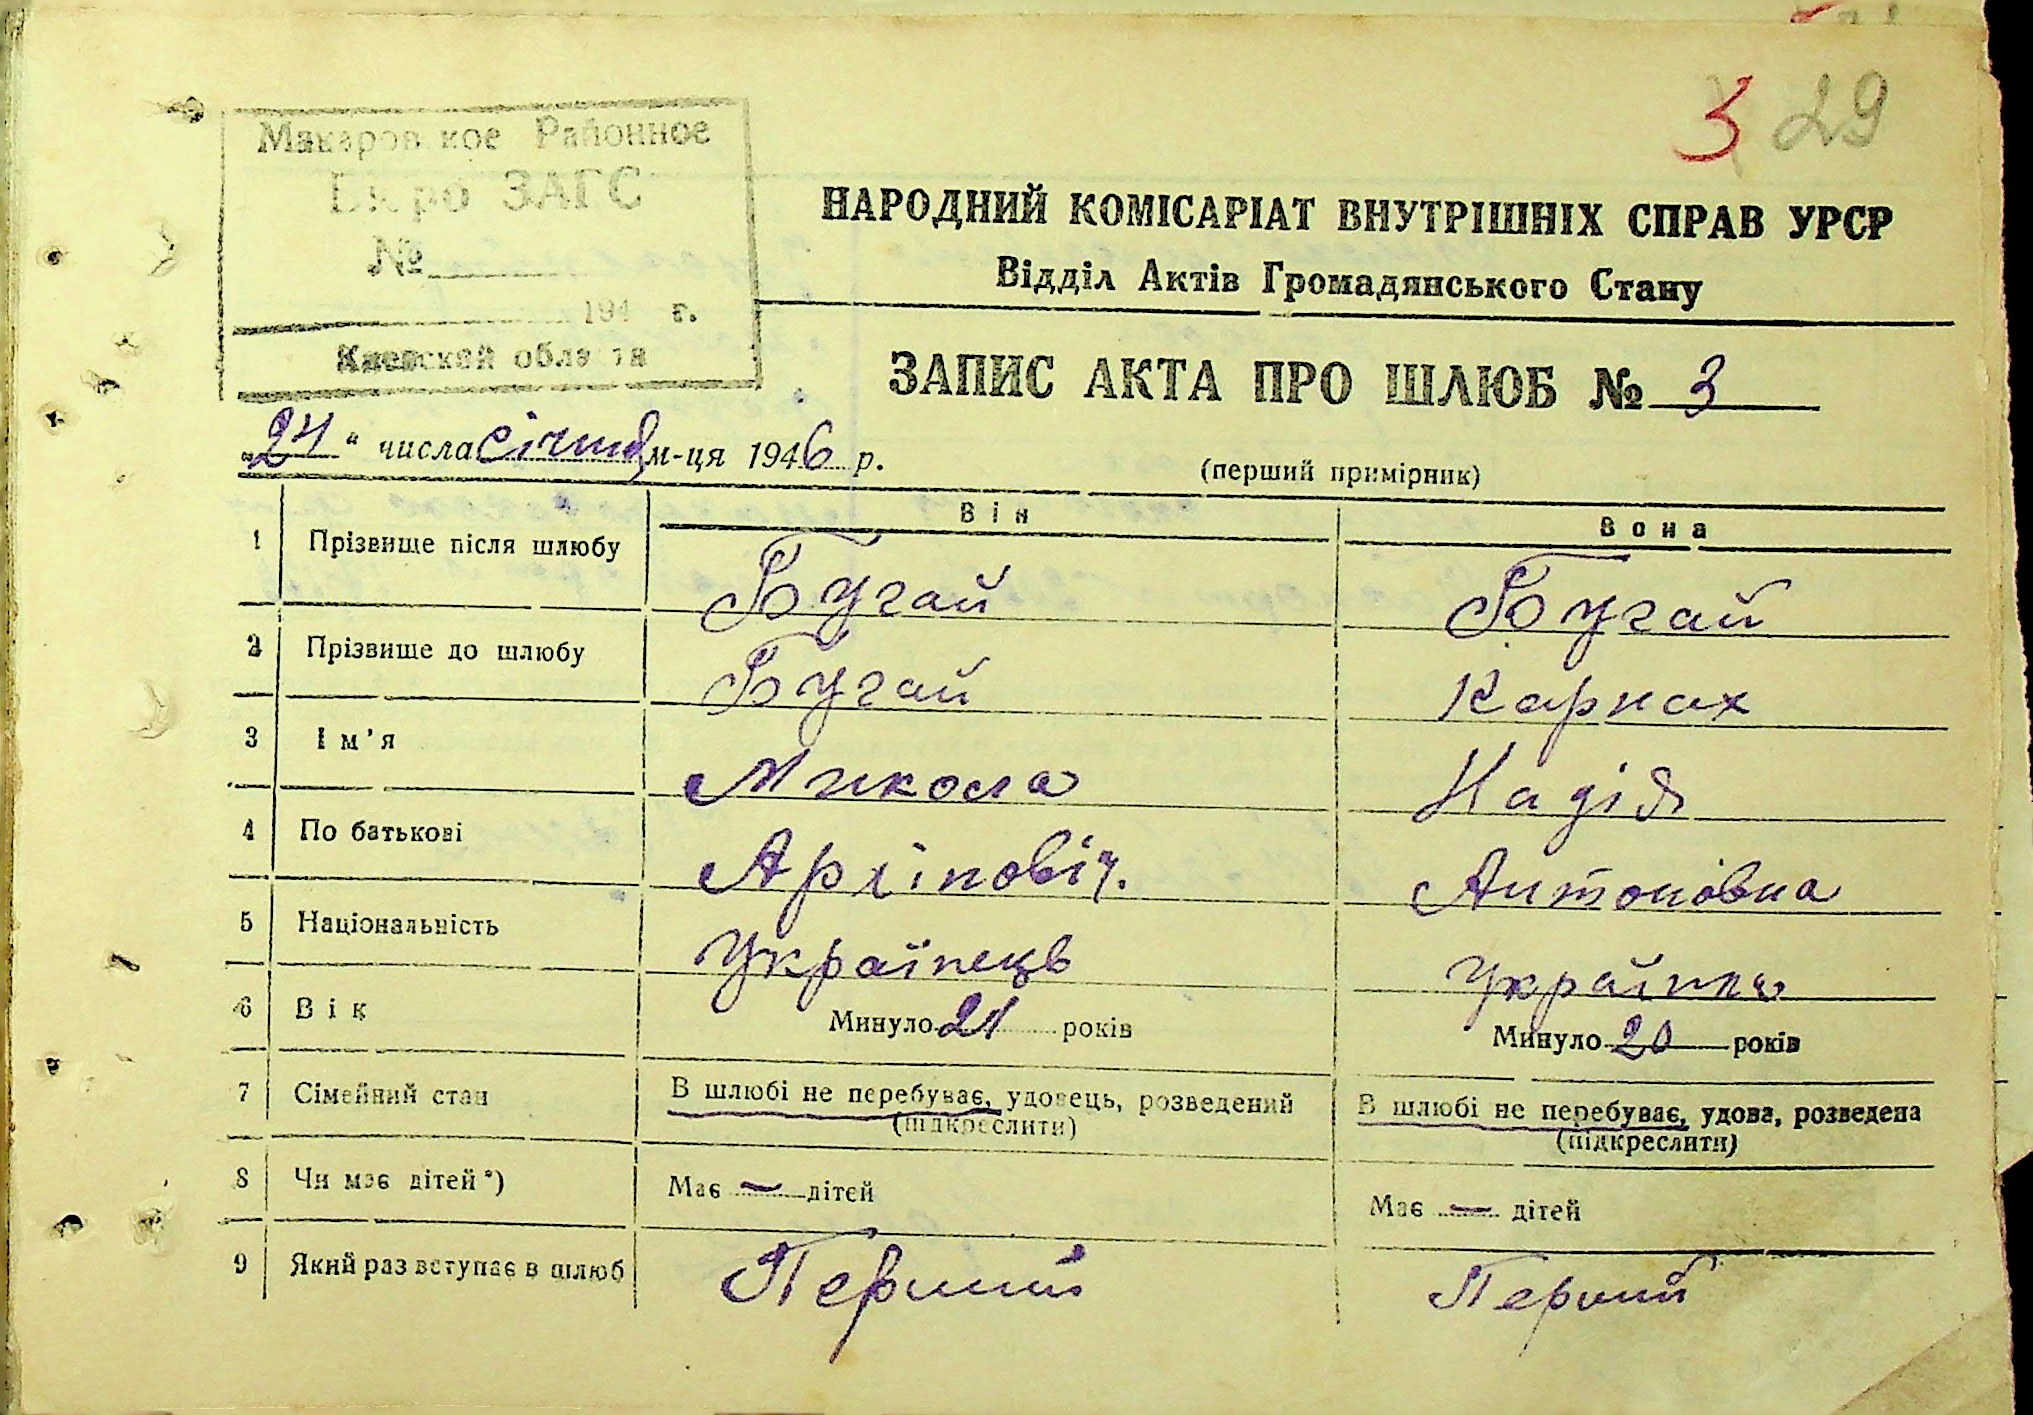 3 29
Макаровское Районное
Бюро ЗАГС
№
194 г.
Киевской области
НАРОДНИЙ КОМІСАРІАТ ВНУТРІШНІХ СПРАВ УРСР
Відділ Актів Громадянського Стану
ЗАПИС АКТА ПРО ШЛЮБ № 3
„24“ числа січня м-ця 1946 р.
(перший примірник)
Він Вона
1 Прізвище після шлюбу Бугай Бугай
2 Прізвище до шлюбу Бугай Карнах
3 Ім'я Микола Надія
4 По батькові Архіповіч. Антонівна
5 Національність Українець Українка
6 Вік Минуло 21 років Минуло 20 років
7 Сімейний стан В шлюбі не перебуває, удовець, розведений В шлюбі не перебуває, удова, розведена
(підкреслити) (підкреслити)
8 Чи має дітей*) Має — дітей Має — дітей
9 Який раз вступає в шлюб Перший Перший